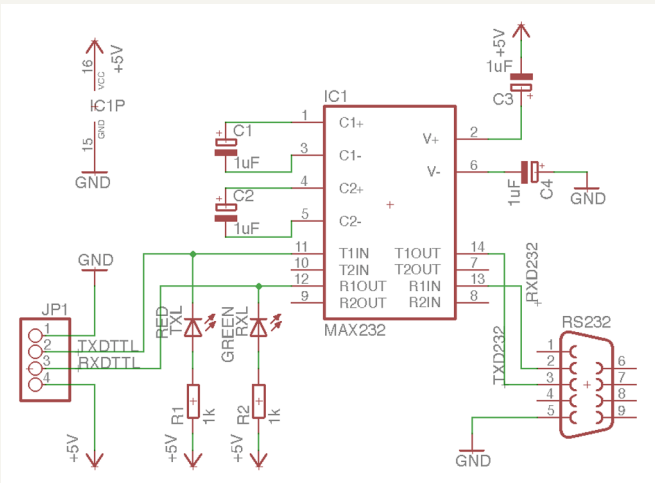 +5V
16
VCC
IC1P
GND
15
GND
+5V
1uF
C3
IC1
1
C1+
C1
1uF
3
C1-
V+
2
4
C2+
V-
6
C2
1uF
5
C2-
1uF
C4
GND
11
T1IN
T1OUT
14
10
T2IN
T2OUT
7
12
R1OUT
R1IN
13
9
R2OUT
R2IN
8
MAX232
GND
JP1
1
2
TXDTTL
3
RXDTTL
4
+5V
RED
TXL
GREEN
RXL
R1
1k
R2
1k
+5V
+5V
RXD232
TXD232
RS232
1
2
3
4
5
6
7
8
9
GND